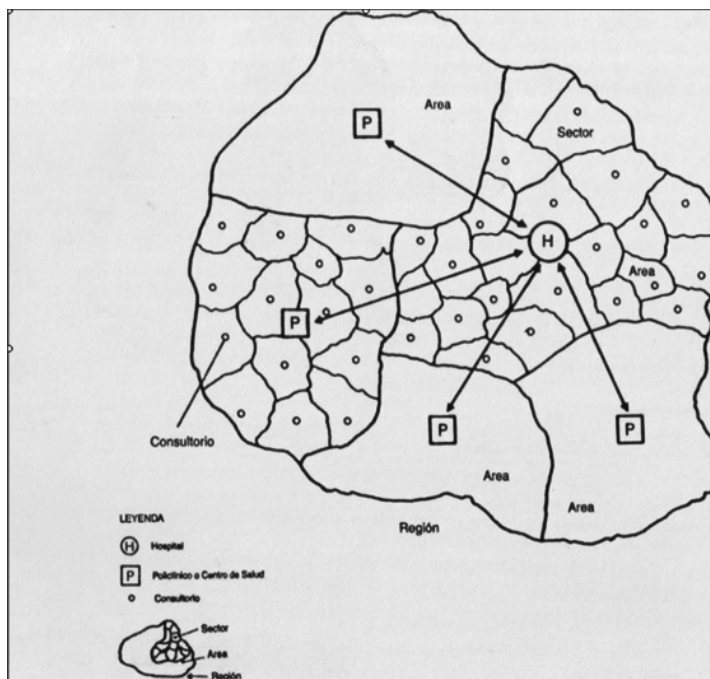 Area
P
Sector
H
Area
P
Consultorio
P
P
Area
Area
Región
LEYENDA
H Hospital
P Policlínico o Centro de Salud
Consultorio
Sector
Area
Región